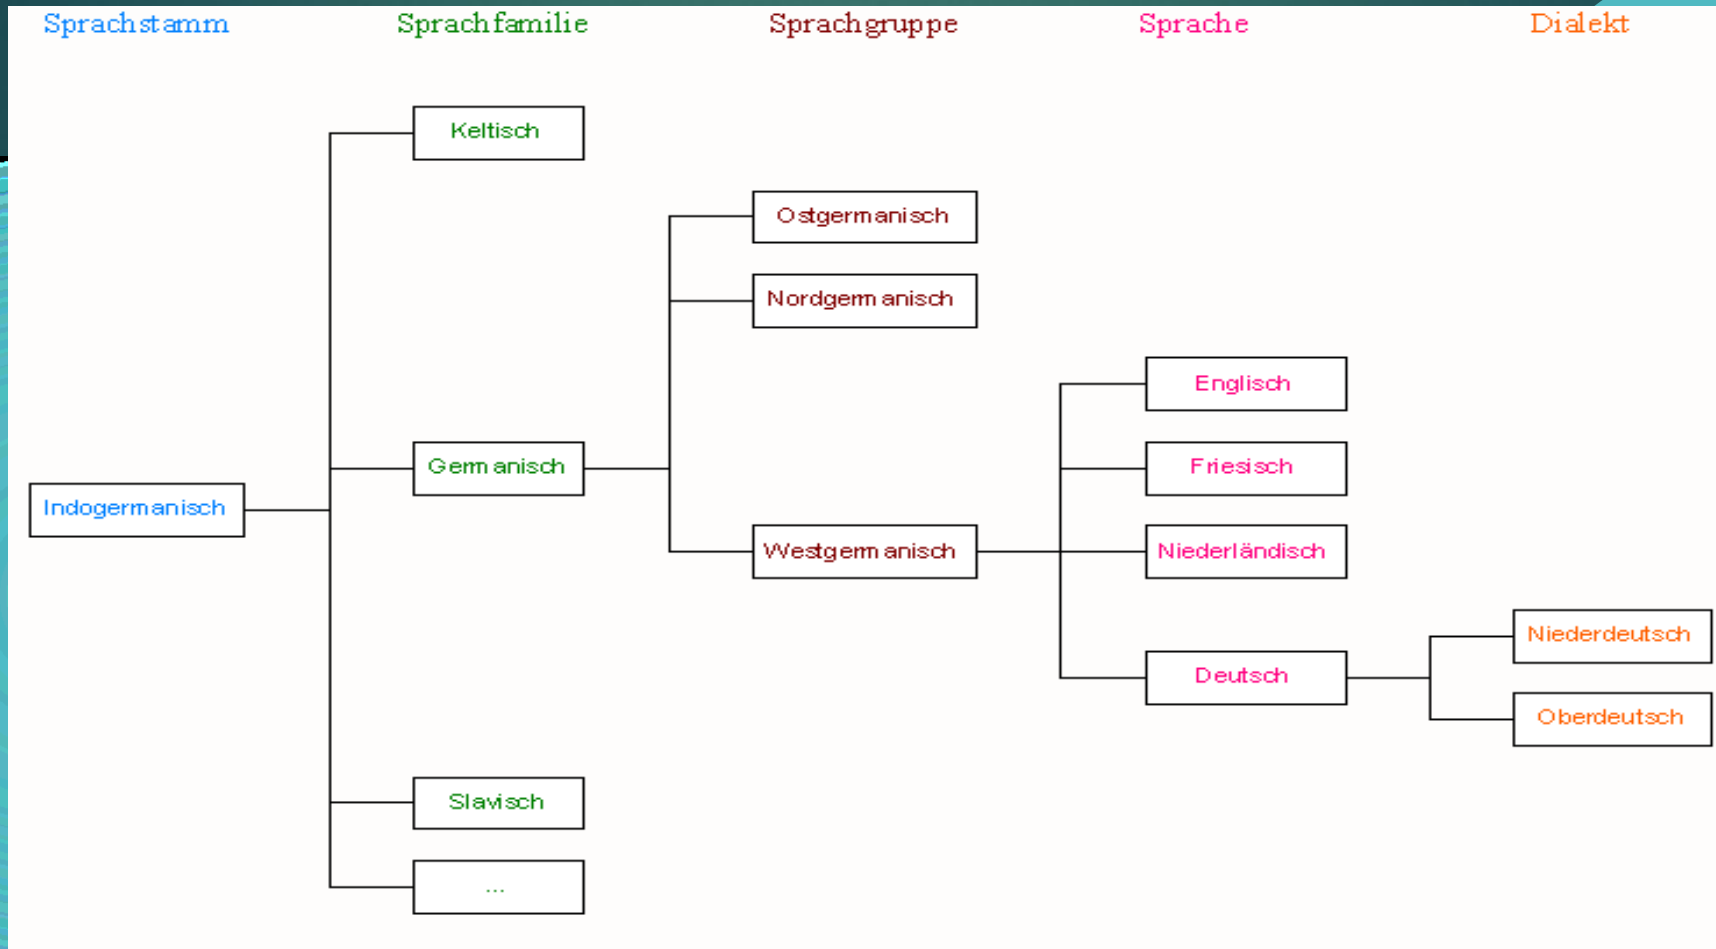 Sprachstamm Sprachfamilie Sprachgruppe Sprache Dialekt
Keltisch
Ostgermanisch
Nordgermanisch
Englisch
Germanisch
Friesisch
Indogermanisch
Westgermanisch
Niederländisch
Niederdeutsch
Deutsch
Oberdeutsch
Slavisch
...